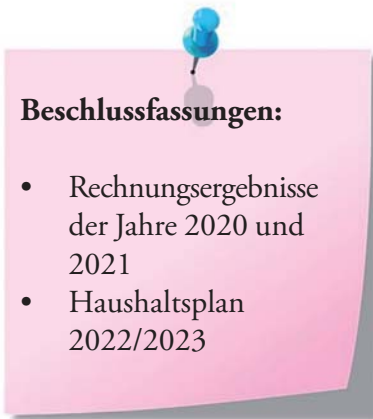 Beschlussfassungen:
• Rechnungsergebnisse
der Jahre 2020 und
2021
• Haushaltsplan
2022/2023